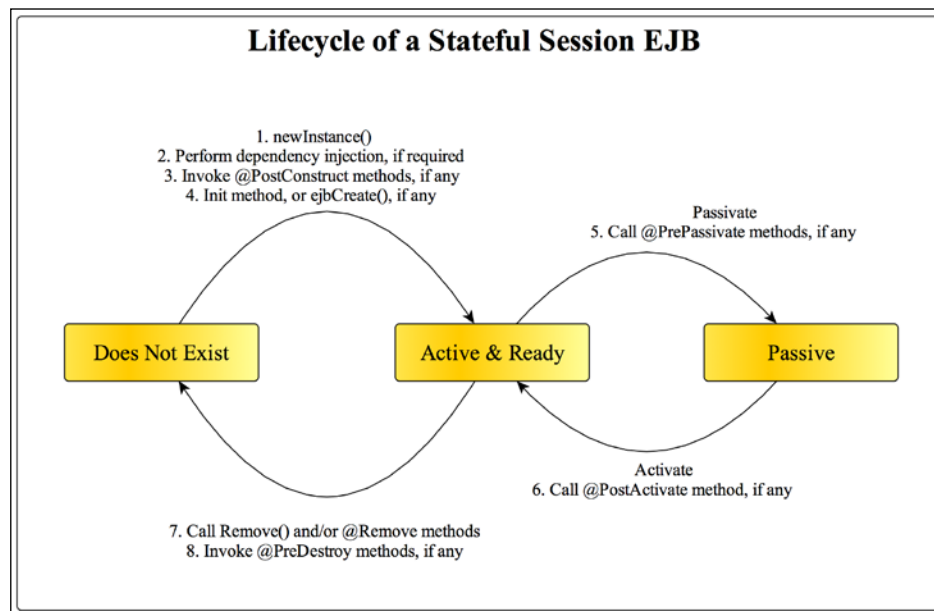 Lifecycle of a Stateful Session EJB
1. newInstance()
2. Perform dependency injection, if required
3. Invoke @PostConstruct methods, if any
4. Init method, or ejbCreate(), if any
Passivate
5. Call @PrePassivate methods, if any
Does Not Exist
Active & Ready
Passive
Activate
6. Call @PostActivate method, if any
7. Call Remove() and/or @Remove methods
8. Invoke @PreDestroy methods, if any